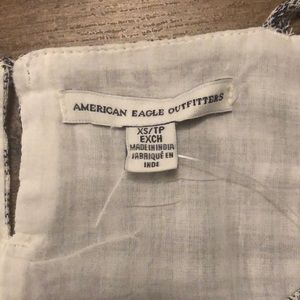 AMERICAN EAGLE OUTFITTERS
XS/TP
EXCH
MADE IN INDIA
FABRIQUÉ EN
INDE